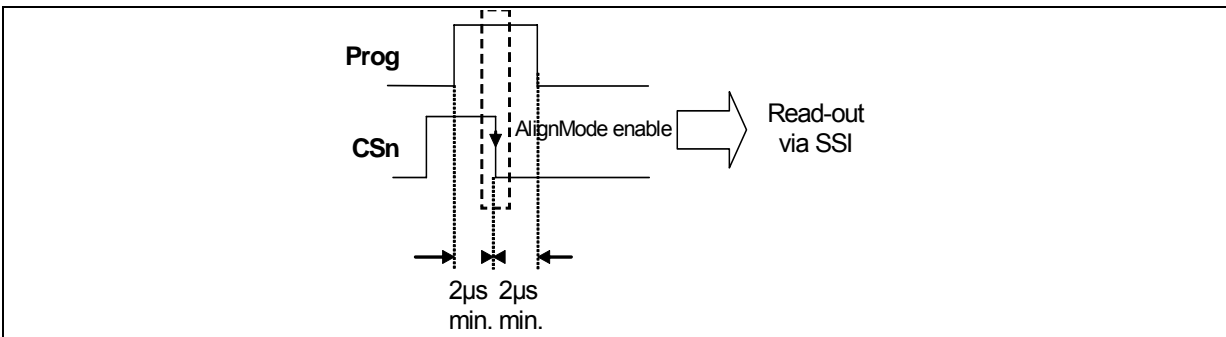 Prog
CSn
AlignMode enable
Read-out
via SSI
2µs 2µs
min. min.